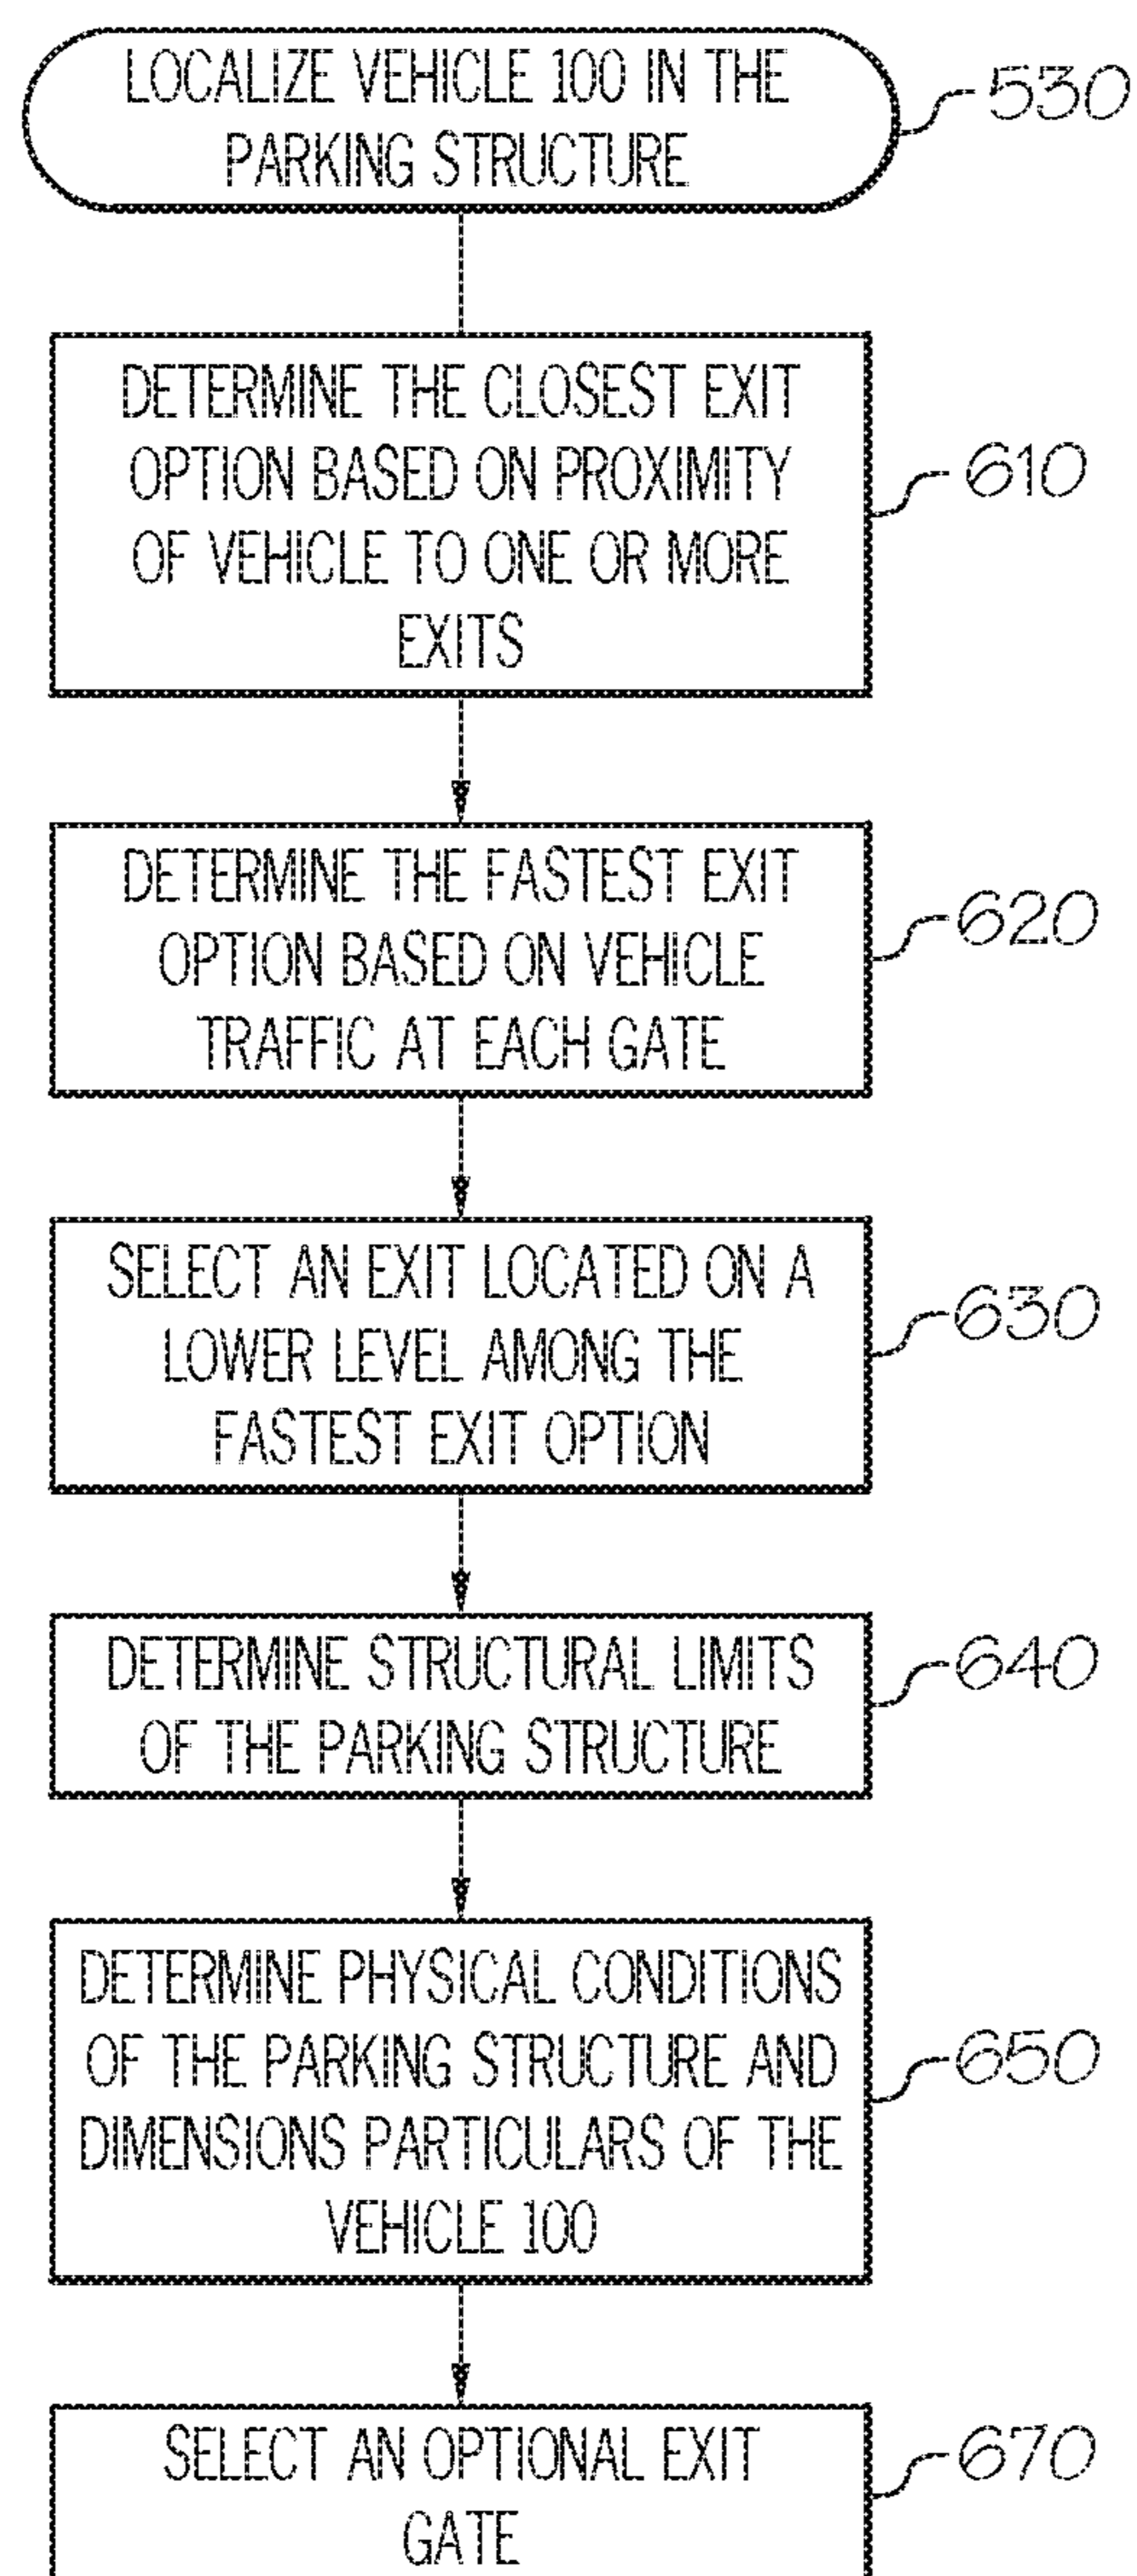 LOCALIZE VEHICLE 100 IN THE
PARKING STRUCTURE
530
DETERMINE THE CLOSEST EXIT
OPTION BASED ON PROXIMITY
OF VEHICLE TO ONE OR MORE
EXITS
610
DETERMINE THE FASTEST EXIT
OPTION BASED ON VEHICLE
TRAFFIC AT EACH GATE
620
SELECT AN EXIT LOCATED ON A
LOWER LEVEL AMONG THE
FASTEST EXIT OPTION
630
DETERMINE STRUCTURAL LIMITS
OF THE PARKING STRUCTURE
640
DETERMINE PHYSICAL CONDITIONS
OF THE PARKING STRUCTURE AND
DIMENSIONS PARTICULARS OF THE
VEHICLE 100
650
SELECT AN OPTIONAL EXIT
GATE
670